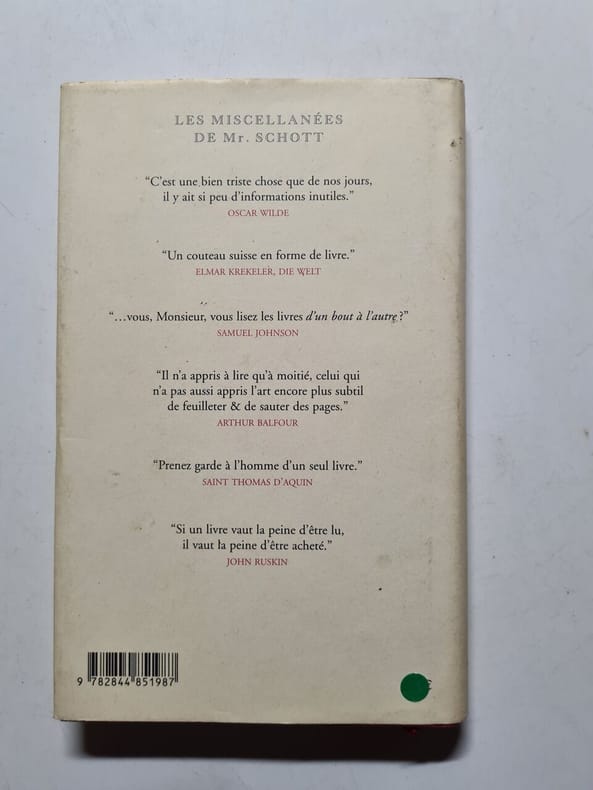 LES MISCELLANÉES
DE Mr. SCHOTT
“C’est une bien triste chose que de nos jours,
il y ait si peu d’informations inutiles.”
OSCAR WILDE
“Un couteau suisse en forme de livre.”
ELMAR KREKELER, DIE WELT
“…vous, Monsieur, vous lisez les livres d’un bout à l’autre ?”
SAMUEL JOHNSON
“Il n’a appris à lire qu’à moitié, celui qui
n’a pas aussi appris l’art encore plus subtil
de feuilleter & de sauter des pages.”
ARTHUR BALFOUR
“Prenez garde à l’homme d’un seul livre.”
SAINT THOMAS D’AQUIN
“Si un livre vaut la peine d’être lu,
il vaut la peine d’être acheté.”
JOHN RUSKIN
9 782844 851987